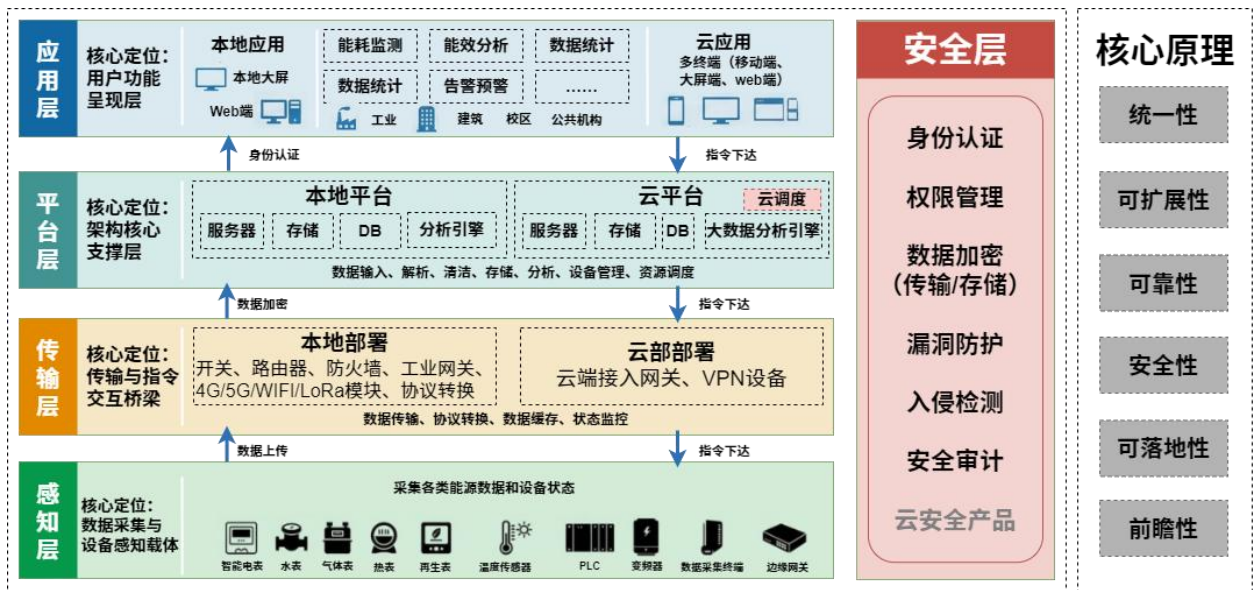 应用层
核心定位：
用户功能
呈现层
本地应用
本地大屏
Web端
能耗监测
能效分析
数据统计
数据统计
告警预警
......
工业
建筑
校区
公共机构
云应用
多终端（移动端、
大屏端、web端）
身份认证
指令下达
平台层
核心定位：
架构核心
支撑层
本地平台
服务器
存储
DB
分析引擎
云平台
云调度
服务器
存储
DB
大数据分析引擎
数据输入、解析、清洁、存储、分析、设备管理、资源调度
数据加密
指令下达
传输层
核心定位：
传输与指令
交互桥梁
本地部署
开关、路由器、防火墙、工业网关、
4G/5G/WIFI/LoRa模块、协议转换
云部部署
云端接入网关、VPN设备
数据传输、协议转换、数据缓存、状态监控
数据上传
指令下达
感知层
核心定位：
数据采集与
设备感知载体
采集各类能源数据和设备状态
智能电表
水表
气体表
热表
再生表
温度传感器
PLC
变频器
数据采集终端
边缘网关
安全层
身份认证
权限管理
数据加密
（传输/存储）
漏洞防护
入侵检测
安全审计
云安全产品
核心原理
统一性
可扩展性
可靠性
安全性
可落地性
前瞻性